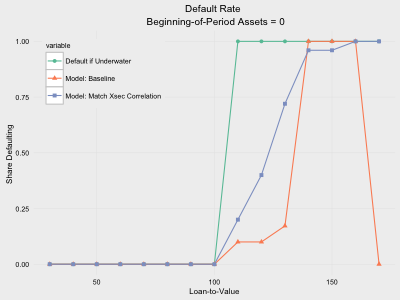 Default Rate
Beginning-of-Period Assets = 0
variable
Default if Underwater
Model: Baseline
Model: Match Xsec Correlation
Share Defaulting
1.00
0.75
0.50
0.25
0.00
50
100
150
Loan-to-Value